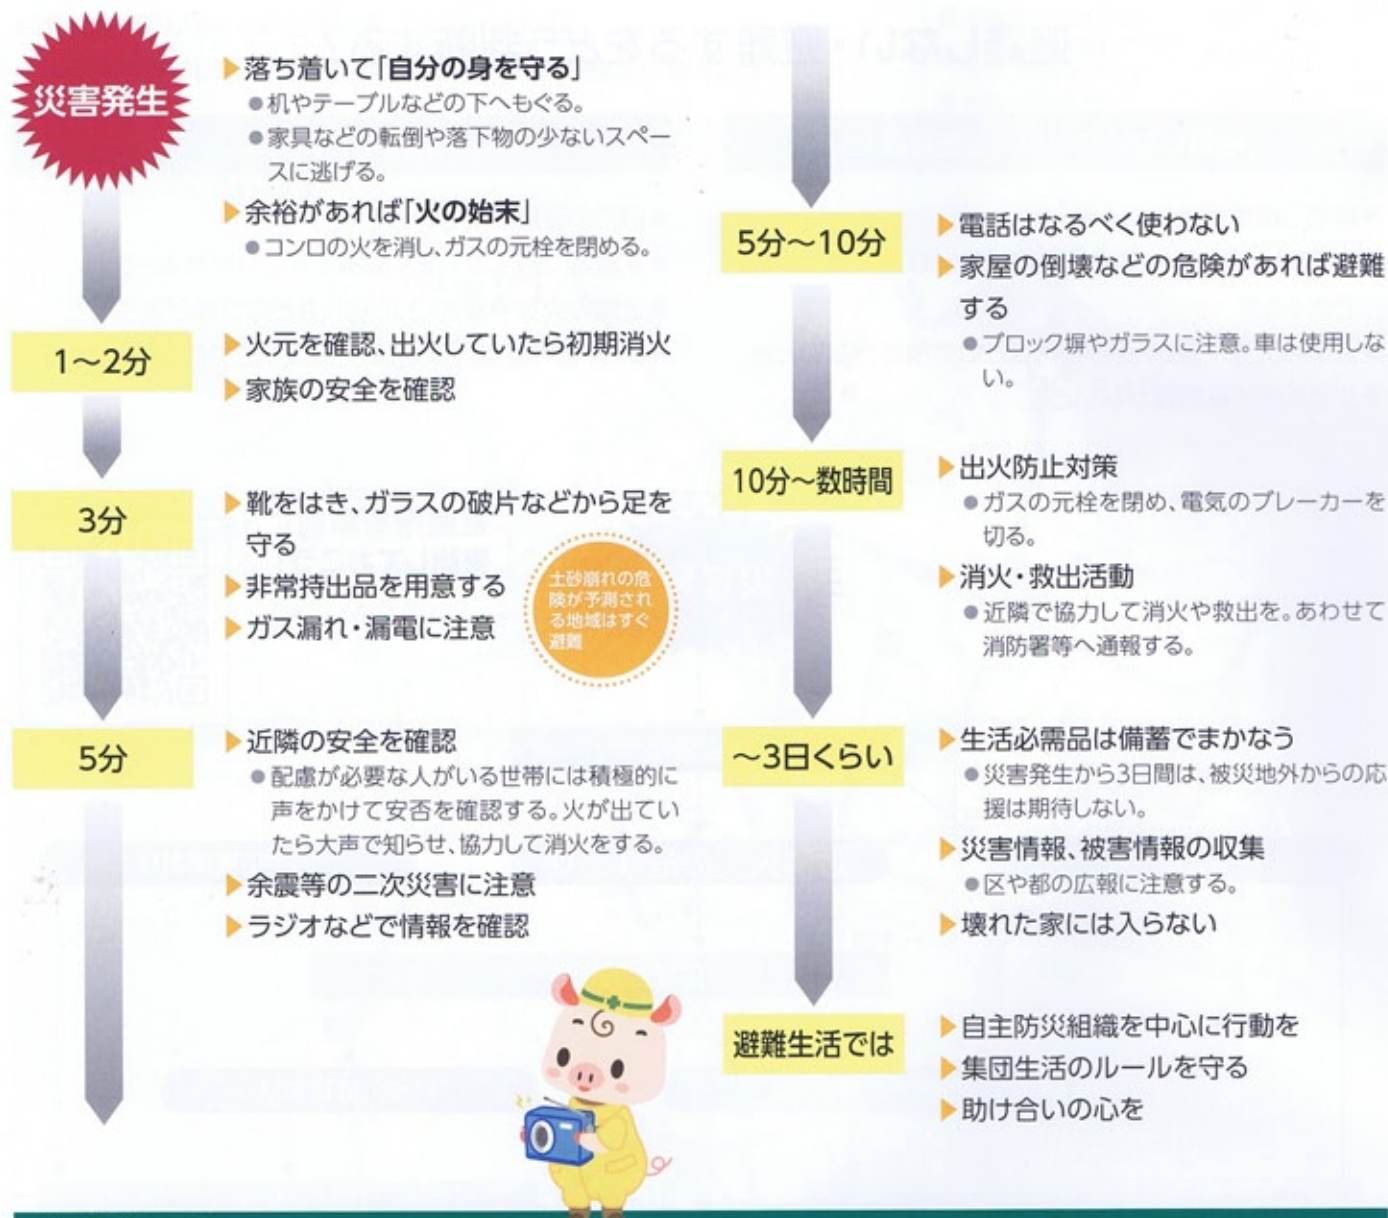 災害発生
▶落ち着いて「自分の身を守る」
●机やテーブルなどの下へもぐる。
●家具などの転倒や落下物の少ないスペー
スに逃げる。
▶余裕があれば「火の始末」
●コンロの火を消し、ガスの元栓を閉める。
1～2分
▶火元を確認、出火していたら初期消火
▶家族の安全を確認
3分
▶靴をはき、ガラスの破片などから足を
守る
▶非常持出品を用意する
▶ガス漏れ・漏電に注意
土砂崩れの危
険が予測され
る地域はすぐ
避難
5分
▶近隣の安全を確認
●配慮が必要な人がいる世帯には積極的に
声をかけて安否を確認する。火が出てい
たら大声で知らせ、協力して消火をする。
▶余震等の二次災害に注意
▶ラジオなどで情報を確認
5分～10分
▶電話はなるべく使わない
▶家屋の倒壊などの危険があれば避難
する
●ブロック塀やガラスに注意。車は使用しな
い。
10分～数時間
▶出火防止対策
●ガスの元栓を閉め、電気のブレーカーを
切る。
▶消火・救出活動
●近隣で協力して消火や救出を。あわせて
消防署等へ通報する。
～3日くらい
▶生活必需品は備蓄でまかなう
●災害発生から3日間は、被災地外からの応
援は期待しない。
▶災害情報、被害情報の収集
●区や都の広報に注意する。
▶壊れた家には入らない
避難生活では
▶自主防災組織を中心に行動を
▶集団生活のルールを守る
▶助け合いの心を